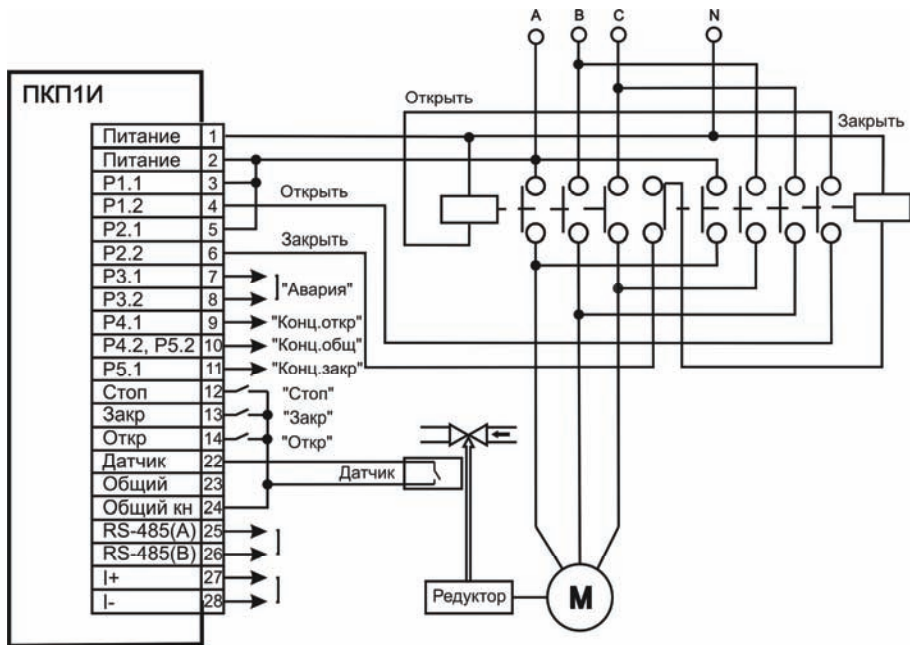 A B C N
ПКП1И
Открыть
Закрыть
Питание 1
Питание 2
P1.1 3
P1.2 4 Открыть
P2.1 5
P2.2 6 Закрыть
P3.1 7
"Авария"
P3.2 8
P4.1 9 "Конц.откр"
P4.2, P5.2 10 "Конц.общ"
P5.1 11 "Конц.закр"
Стоп 12 "Стоп"
Закр 13 "Закр"
Откр 14 "Откр"
Датчик 22
Датчик
Общий 23
Общий кн 24
RS-485(A) 25
RS-485(B) 26
I+ 27
I- 28
Редуктор M